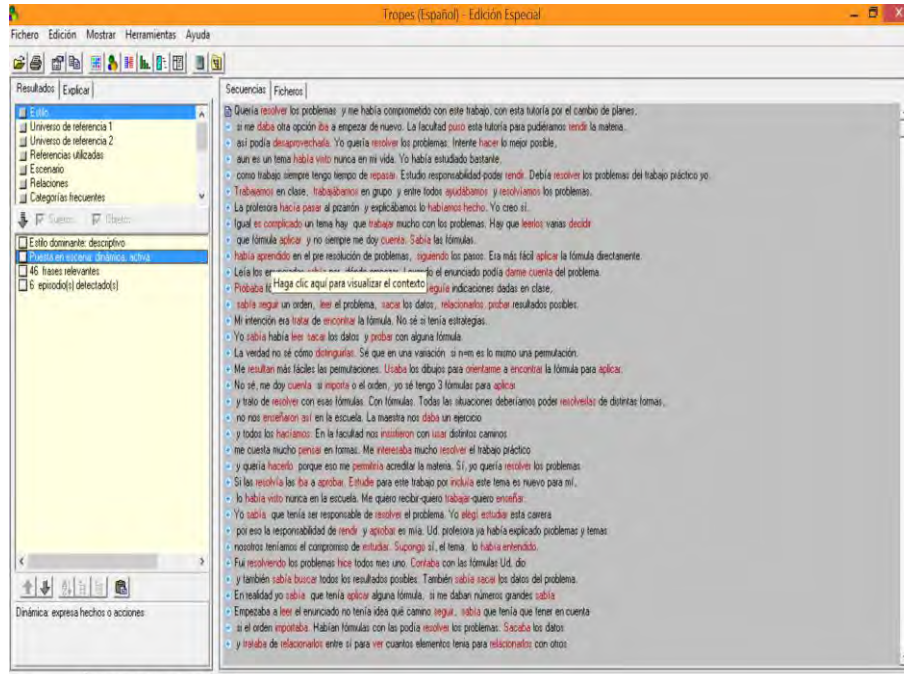 Tropes (Español) - Edición Especial
Fichero Edición Mostrar Herramientas Ayuda
Resultados Explicar
Estilo
Universo de referencia 1
Universo de referencia 2
Referencias utilizadas
Escenario
Relaciones
Categorías frecuentes
Estilo dominante: descriptivo
Puesta en escena: dinámica, activa
46 frases relevantes
6 episodio(s) detectado(s)
Dinámica: expresa hechos o acciones
Secuencias Ficheros
Quería resolver los problemas y me había comprometido con este trabajo, con esta tutoría por el cambio de planes,
si me daba otra opción iba a empezar de nuevo. La facultad puso esta tutoría para pudiéramos rendir la materia.
así podía desaprovecharla. Yo quería resolver los problemas. Intente hacer lo mejor posible,
aun es un tema había visto nunca en mi vida. Yo había estudiado bastante,
como trabajo siempre tengo tiempo de repasar. Estudio responsabilidad poder rendir. Debía resolver los problemas del trabajo práctico yo.
Trabajamos en clase, trabajábamos en grupo y entre todos ayudábamos y resolvíamos los problemas.
La profesora hacía pasar al pizarrón y explicábamos lo habíamos hecho. Yo creo sí.
Igual es complicado un tema hay que trabajar mucho con los problemas. Hay que leerlos varias decidir
que fórmula aplicar y no siempre me doy cuenta. Sabía las fórmulas.
había aprendido en el pre resolución de problemas, siguiendo los pasos. Era más fácil aplicar la fórmula directamente.
Leía los el enunciado podía darme cuenta del problema.
Haga clic aquí para visualizar el contexto
Probaba seguía indicaciones dadas en clase,
sabía seguir un orden, leer el problema, sacar los datos, relacionarlos, probar resultados posibles.
Mi intención era tratar de encontrar la fórmula. No sé si tenía estrategias.
Yo sabía había leer sacar los datos y probar con alguna fórmula
La verdad no sé cómo distinguirlas. Sé que en una variación si n=m es lo mismo una permutación.
Me resultan más fáciles las permutaciones. Usaba los dibujos para orientarme a encontrar la fórmula para aplicar.
No sé, me doy cuenta si importa o el orden, yo sé tengo 3 fórmulas para aplicar
y trato de resolver con esas fórmulas. Con fórmulas. Todas las situaciones deberíamos poder resolverlas de distintas formas,
no nos enseñaron así en la escuela. La maestra nos daba un ejercicio
y todos los hacíamos. En la facultad nos insistieron con usar distintos caminos
me cuesta mucho pensar en formas. Me interesaba mucho resolver el trabajo práctico
y quería hacerlo porque eso me permitiría acreditar la materia. Sí, yo quería resolver los problemas
Si las resolvía las iba a aprobar. Estudie para este trabajo por incluía este tema es nuevo para mí,
lo había visto nunca en la escuela. Me quiero recibir-quiero trabajar-quiero enseñar.
Yo sabía que tenía ser responsable de resolver el problema. Yo elegí estudiar esta carrera
por eso la responsabilidad de rendir y aprobar es mía. Ud. profesora ya había explicado problemas y temas
nosotros teníamos el compromiso de estudiar. Supongo sí, el tema lo había entendido.
Fui resolviendo los problemas hice todos mes uno. Contaba con las fórmulas Ud. dio
y también sabía buscar todos los resultados posbles. También sabía sacar los datos del problema.
En realidad yo sabía que tenía aplicar alguna fórmula, si me daban números grandes sabía
Empezaba a leer el enunciado no tenía idea qué camino seguir, sabía que tenía que tener en cuenta
si el orden importaba. Habían fórmulas con las podía resolver los problemas. Sacaba los datos
y trataba de relacionarlos entre sí para ver cuantos elementos tenía para relacionarlos con otros